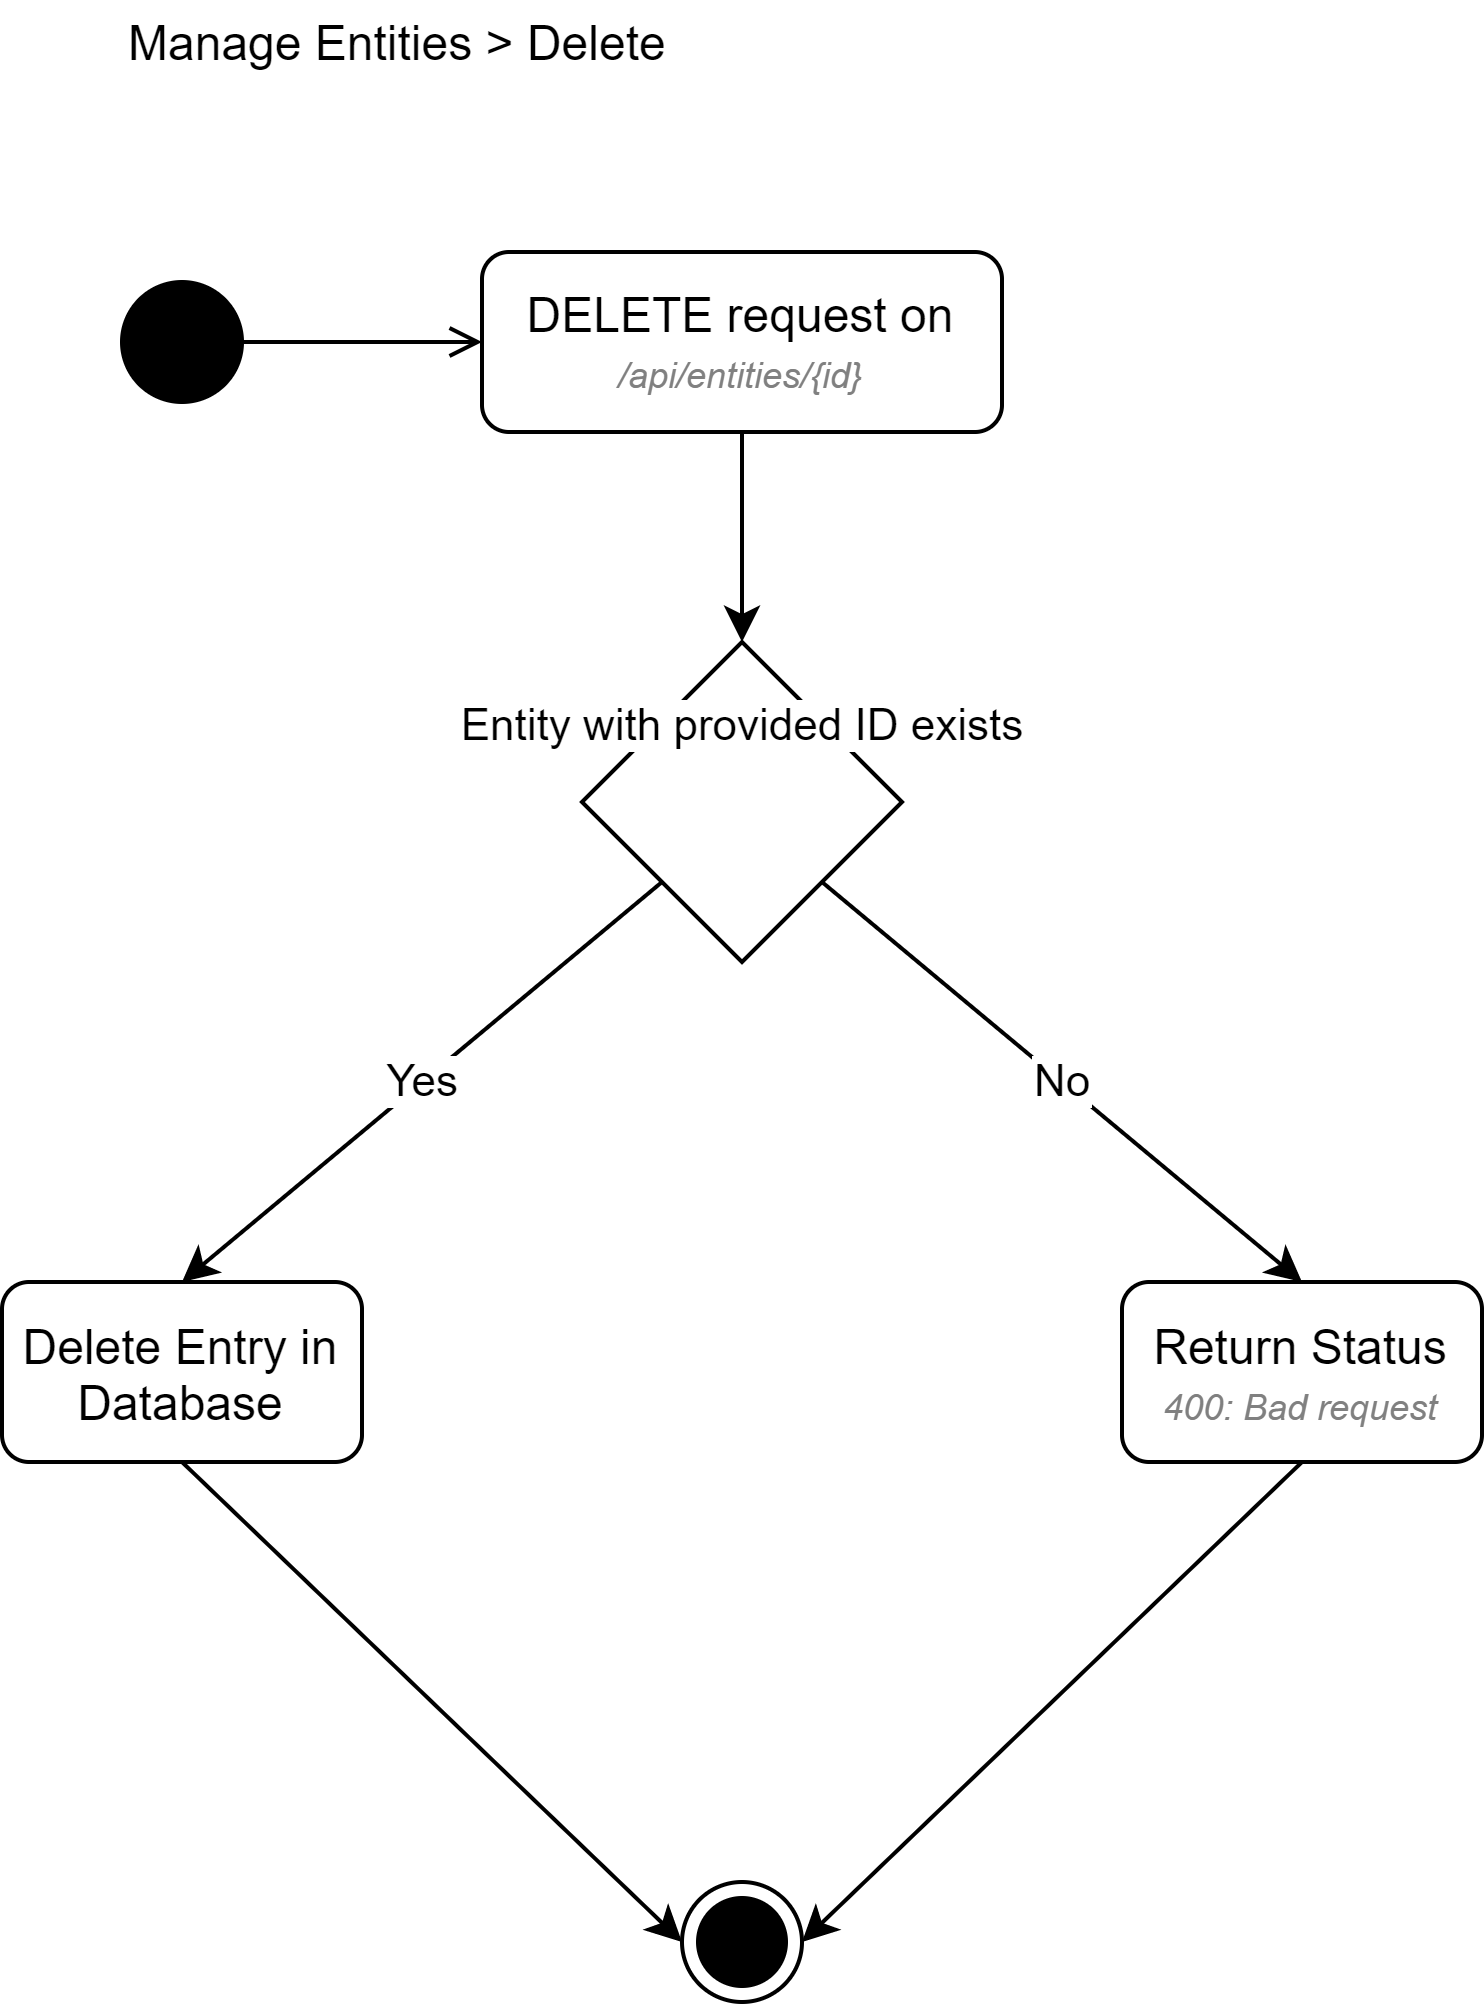 Manage Entities > Delete
DELETE request on
/api/entities/{id}
Entity with provided ID exists
Yes
No
Delete Entry in
Database
Return Status
400: Bad request